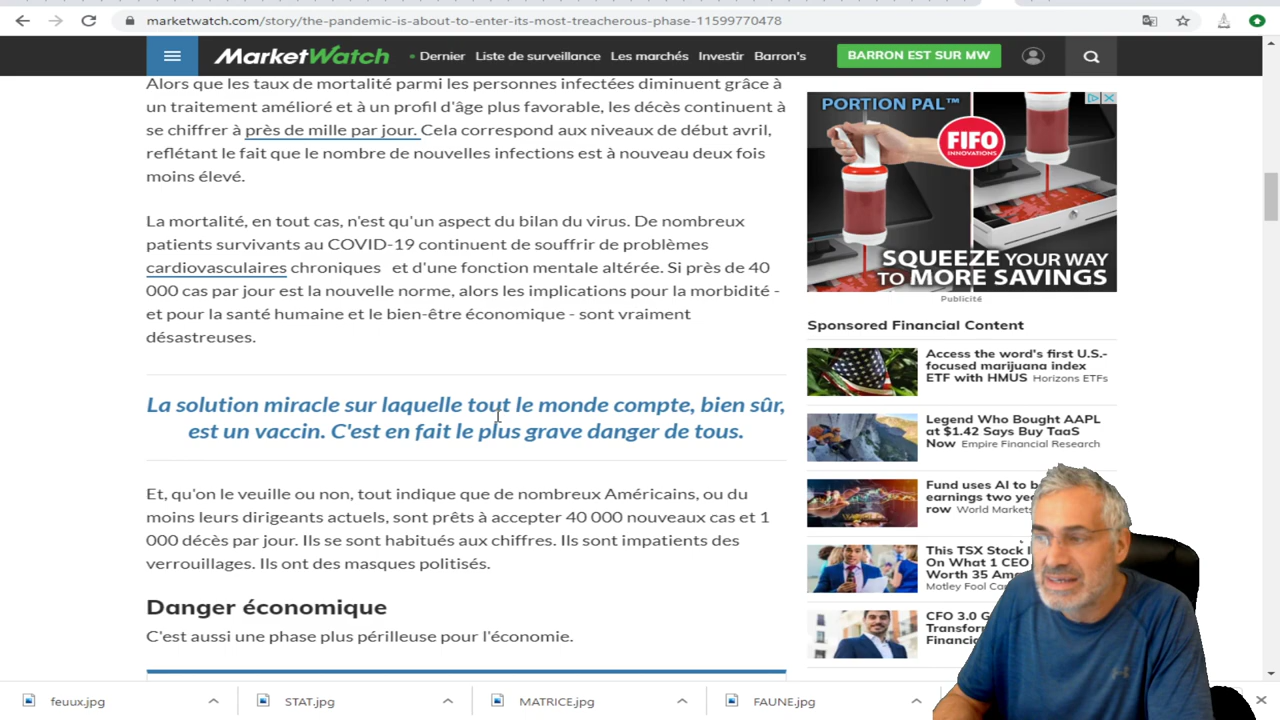 marketwatch.com/story/the-pandemic-is-about-to-enter-its-most-treacherous-phase-11599770478
MarketWatch
Dernier Liste de surveillance Les marchés Investir Barron's
BARRON EST SUR MW
Alors que les taux de mortalité parmi les personnes infectées diminuent grâce à
un traitement amélioré et à un profil d'âge plus favorable, les décès continuent à
se chiffrer à près de mille par jour. Cela correspond aux niveaux de début avril,
reflétant le fait que le nombre de nouvelles infections est à nouveau deux fois
moins élevé.
La mortalité, en tout cas, n'est qu'un aspect du bilan du virus. De nombreux
patients survivants au COVID-19 continuent de souffrir de problèmes
cardiovasculaires chroniques et d'une fonction mentale altérée. Si près de 40
000 cas par jour est la nouvelle norme, alors les implications pour la morbidité -
et pour la santé humaine et le bien-être économique - sont vraiment
désastreuses.
La solution miracle sur laquelle tout le monde compte, bien sûr,
est un vaccin. C'est en fait le plus grave danger de tous.
Et, qu'on le veuille ou non, tout indique que de nombreux Américains, ou du
moins leurs dirigeants actuels, sont prêts à accepter 40 000 nouveaux cas et 1
000 décès par jour. Ils se sont habitués aux chiffres. Ils sont impatients des
verrouillages. Ils ont des masques politisés.
Danger économique
C'est aussi une phase plus périlleuse pour l'économie.
PORTION PAL™
FIFO
INNOVATIONS
SQUEEZE YOUR WAY
TO MORE SAVINGS
Publicité
Sponsored Financial Content
Access the word's first U.S.-
focused marijuana index
ETF with HMUS Horizons ETFs
Legend Who Bought AAPL
at $1.42 Says Buy TaaS
Now Empire Financial Research
Fund uses AI to
earnings two
row World
This TSX Stock
On What 1 CEO
Worth 35
Motley Fool
CFO 3.0
feuux.jpg
STAT.jpg
MATRICE.jpg
FAUNE.jpg